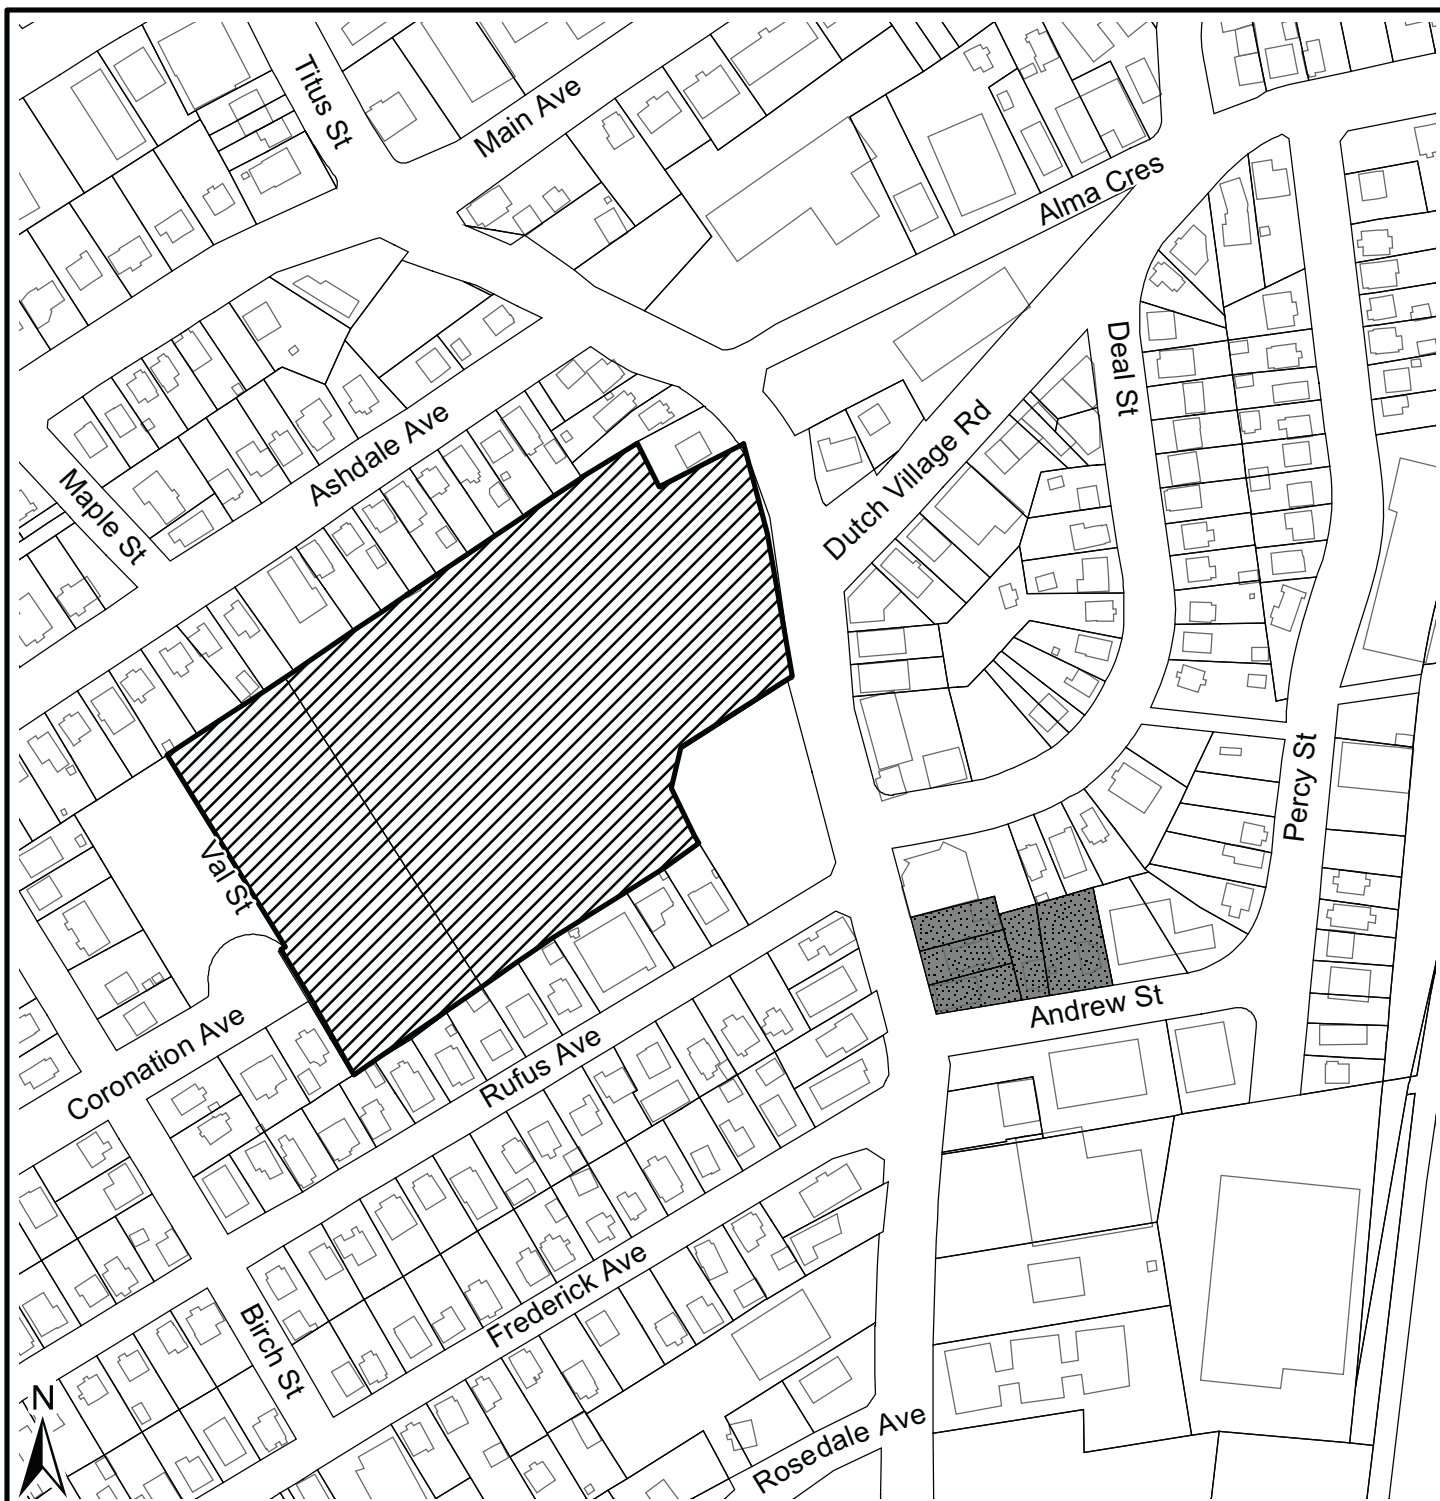 Titus St
Main Ave
Alma Cres
Deal St
Dutch Village Rd
Ashdale Ave
Maple St
Percy St
Val St
Andrew St
Coronation Ave
Rufus Ave
Frederick Ave
Birch St
N
Rosedale Ave